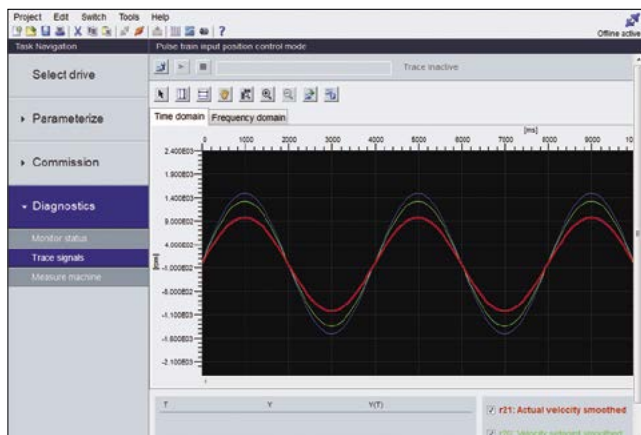 Project Edit Switch Tools Help
Offline active
Task Navigation
Pulse train input position control mode
Select drive
Trace inactive
Parameterize
Time domain Frequency domain
[ms]
0 1000 2000 3000 4000 5000 6000 7000 8000 9000
Commission
2.400E03
1.900E03
1.400E03
9.000E02
4.000E02
-1.000E02
-6.000E02
-1.100E03
-1.600E03
-2.100E03
Diagnostics
Monitor status
Trace signals
Measure machine
T Y Y(T)
r21: Actual velocity smoothed